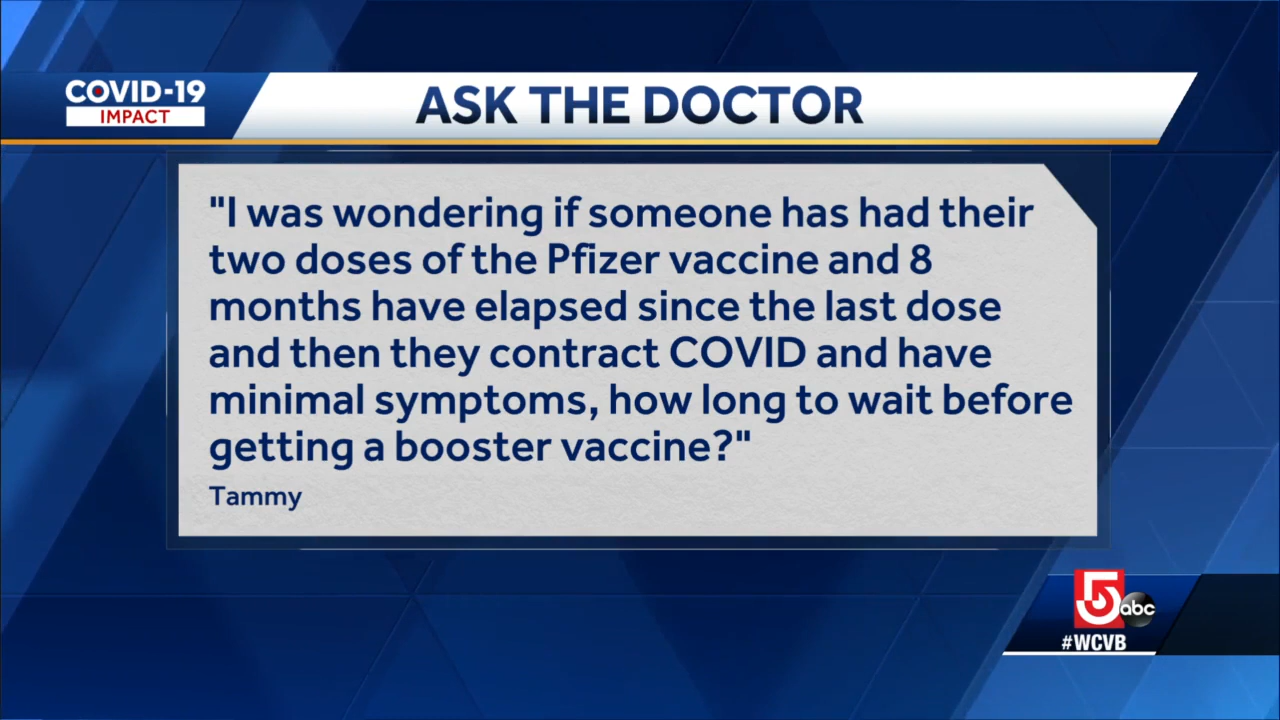 COVID-19
IMPACT
ASK THE DOCTOR
"I was wondering if someone has had their
two doses of the Pfizer vaccine and 8
months have elapsed since the last dose
and then they contract COVID and have
minimal symptoms, how long to wait before
getting a booster vaccine?"
Tammy
5 abc
#WCVB